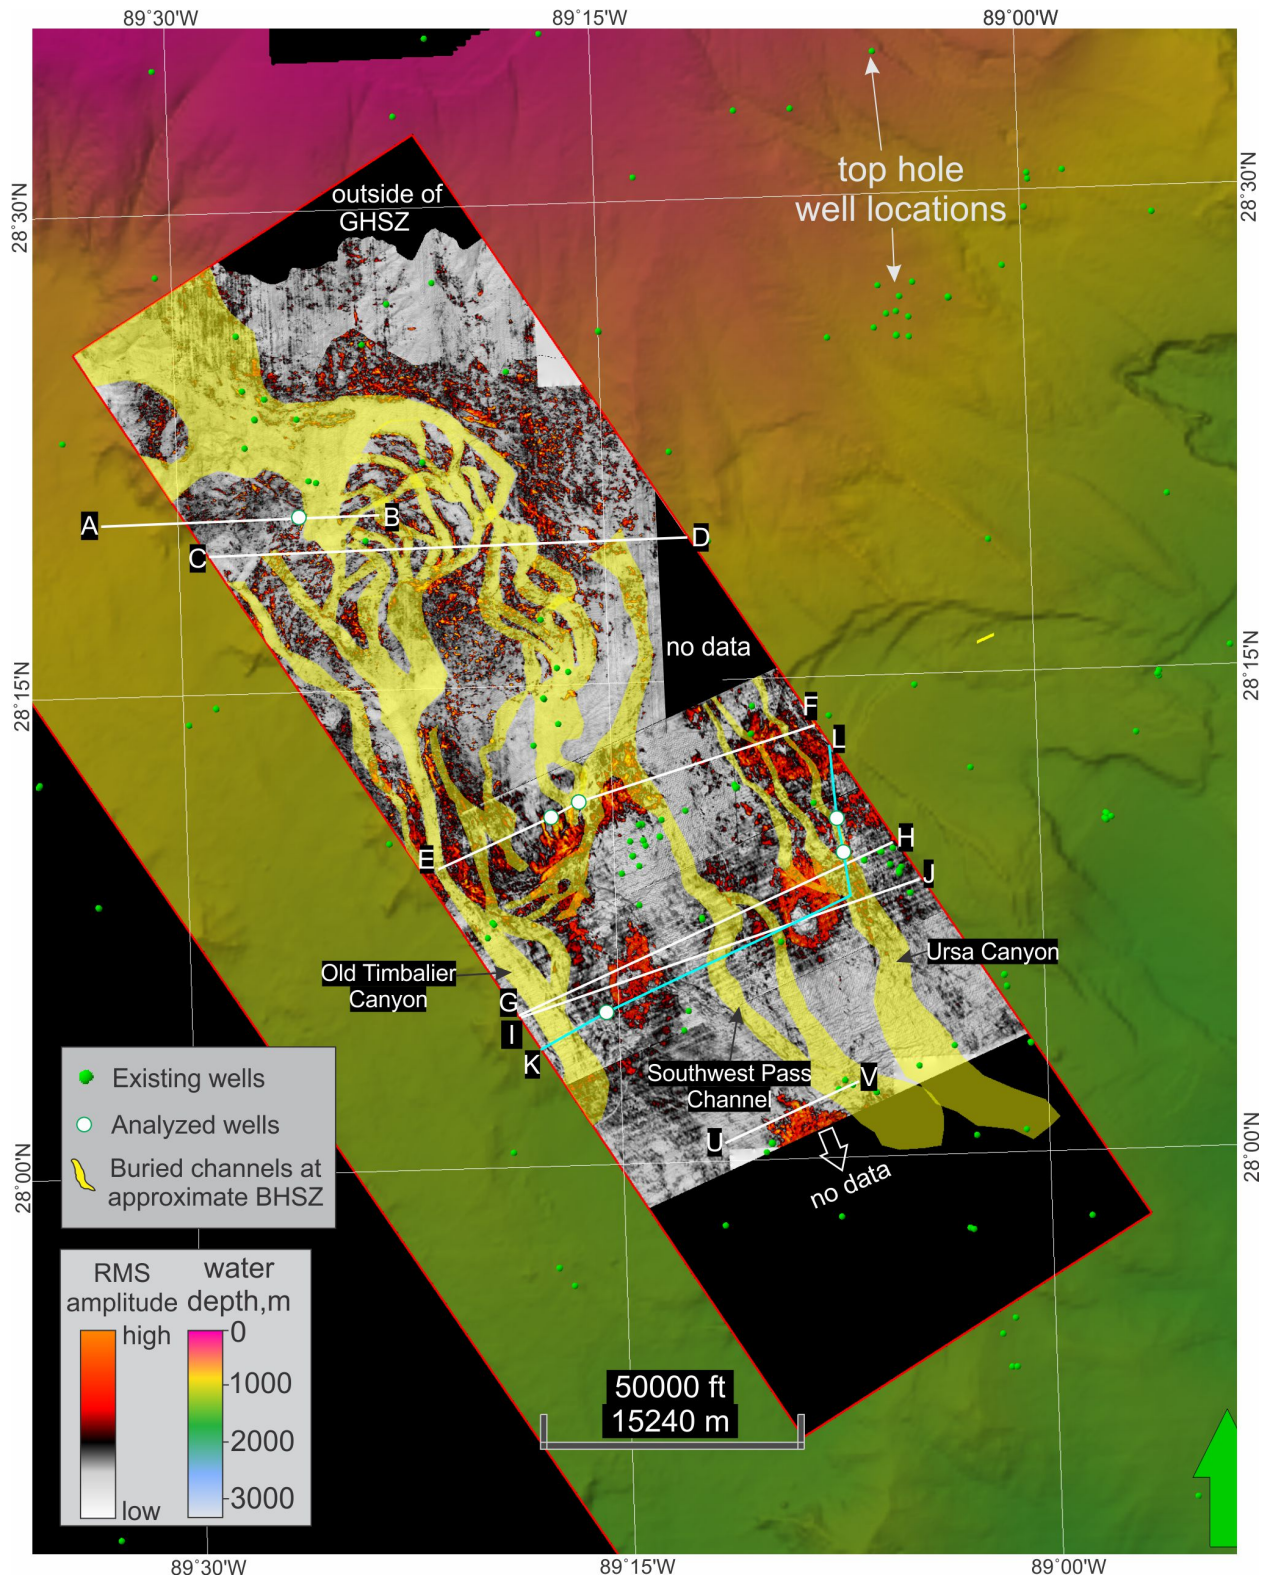 89°30'W
89°15'W
89°00'W
28°30'N
28°30'N
outside of
GHSZ
top hole
well locations
A
B
C
D
no data
28°15'N
28°15'N
F
L
E
H
J
Old Timbalier
Canyon
Ursa Canyon
G
I
K
Southwest Pass
Channel
V
U
no data
28°00'N
28°00'N
Existing wells
Analyzed wells
Buried channels at
approximate BHSZ
RMS
amplitude
high
low
water
depth,m
0
1000
2000
3000
50000 ft
15240 m
89°30'W
89°15'W
89°00'W